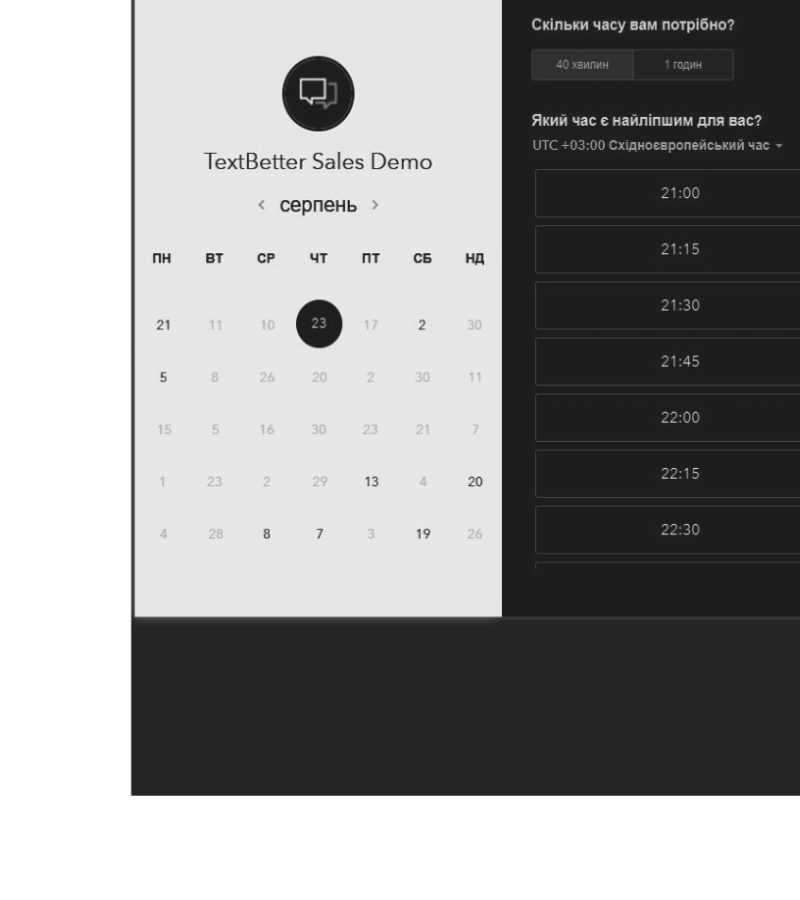 TextBetter Sales Demo
‹ серпень ›
ПН ВТ СР ЧТ ПТ СБ НД
21 11 10 23 17 2 30
5 8 26 20 2 30 11
15 5 16 30 23 21 7
1 23 2 29 13 4 20
4 28 8 7 3 19 26
Скільки часу вам потрібно?
40 хвилин 1 годин
Який час є найліпшим для вас?
UTC +03:00 Східноєвропейський час
21:00
21:15
21:30
21:45
22:00
22:15
22:30